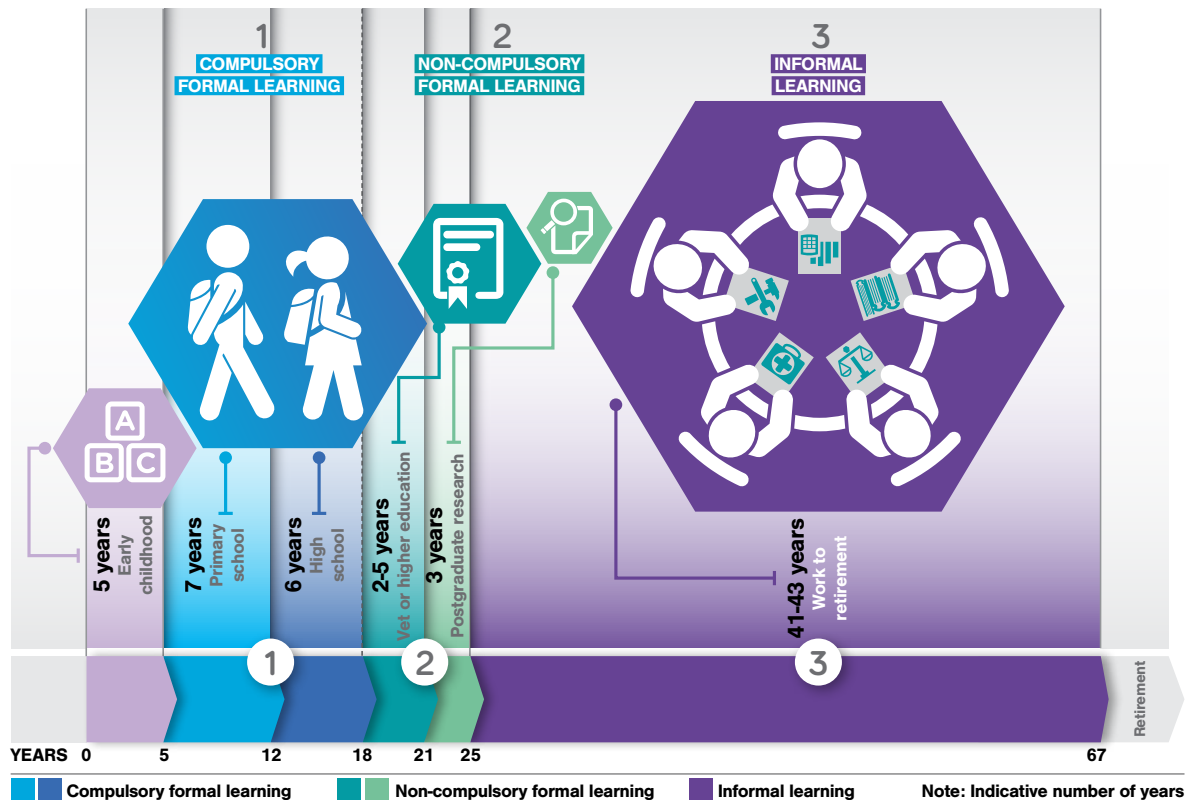 1
COMPULSORY
FORMAL LEARNING
2
NON-COMPULSORY
FORMAL LEARNING
3
INFORMAL
LEARNING
A
B C
5 years
Early
childhood
7 years
Primary
school
6 years
High
school
2-5 years
Vet or higher education
3 years
Postgraduate research
41-43 years
Work to
retirement
1
2
3
Retirement
YEARS 0 5 12 18 21 25 67
Compulsory formal learning Non-compulsory formal learning Informal learning Note: Indicative number of years